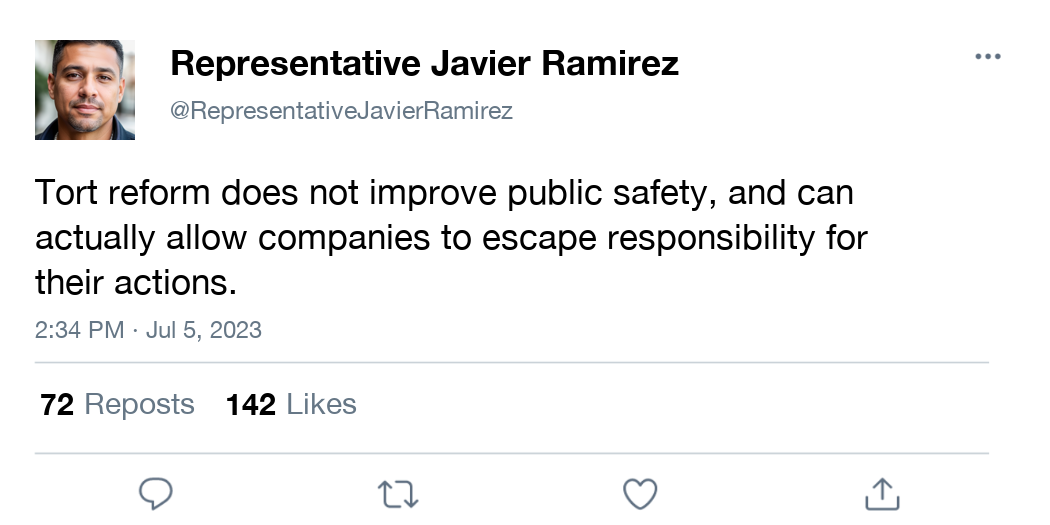 Representative Javier Ramirez
@RepresentativeJavierRamirez
Tort reform does not improve public safety, and can
actually allow companies to escape responsibility for
their actions.
2:34 PM · Jul 5, 2023
72 Reposts 142 Likes